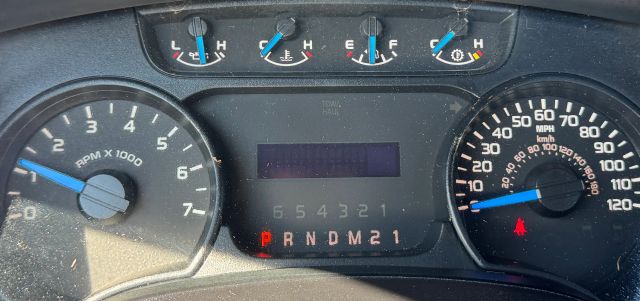 L H C H E F C H
TOW/
HAUL
0 1 2 3 4 5 6 7
RPM X 1000
6 5 4 3 2 1
P R N D M 2 1
10 20 30 40 50 60 70 80 90 100 110 120
MPH
km/h
20 40 60 80 100 120 140 160 180